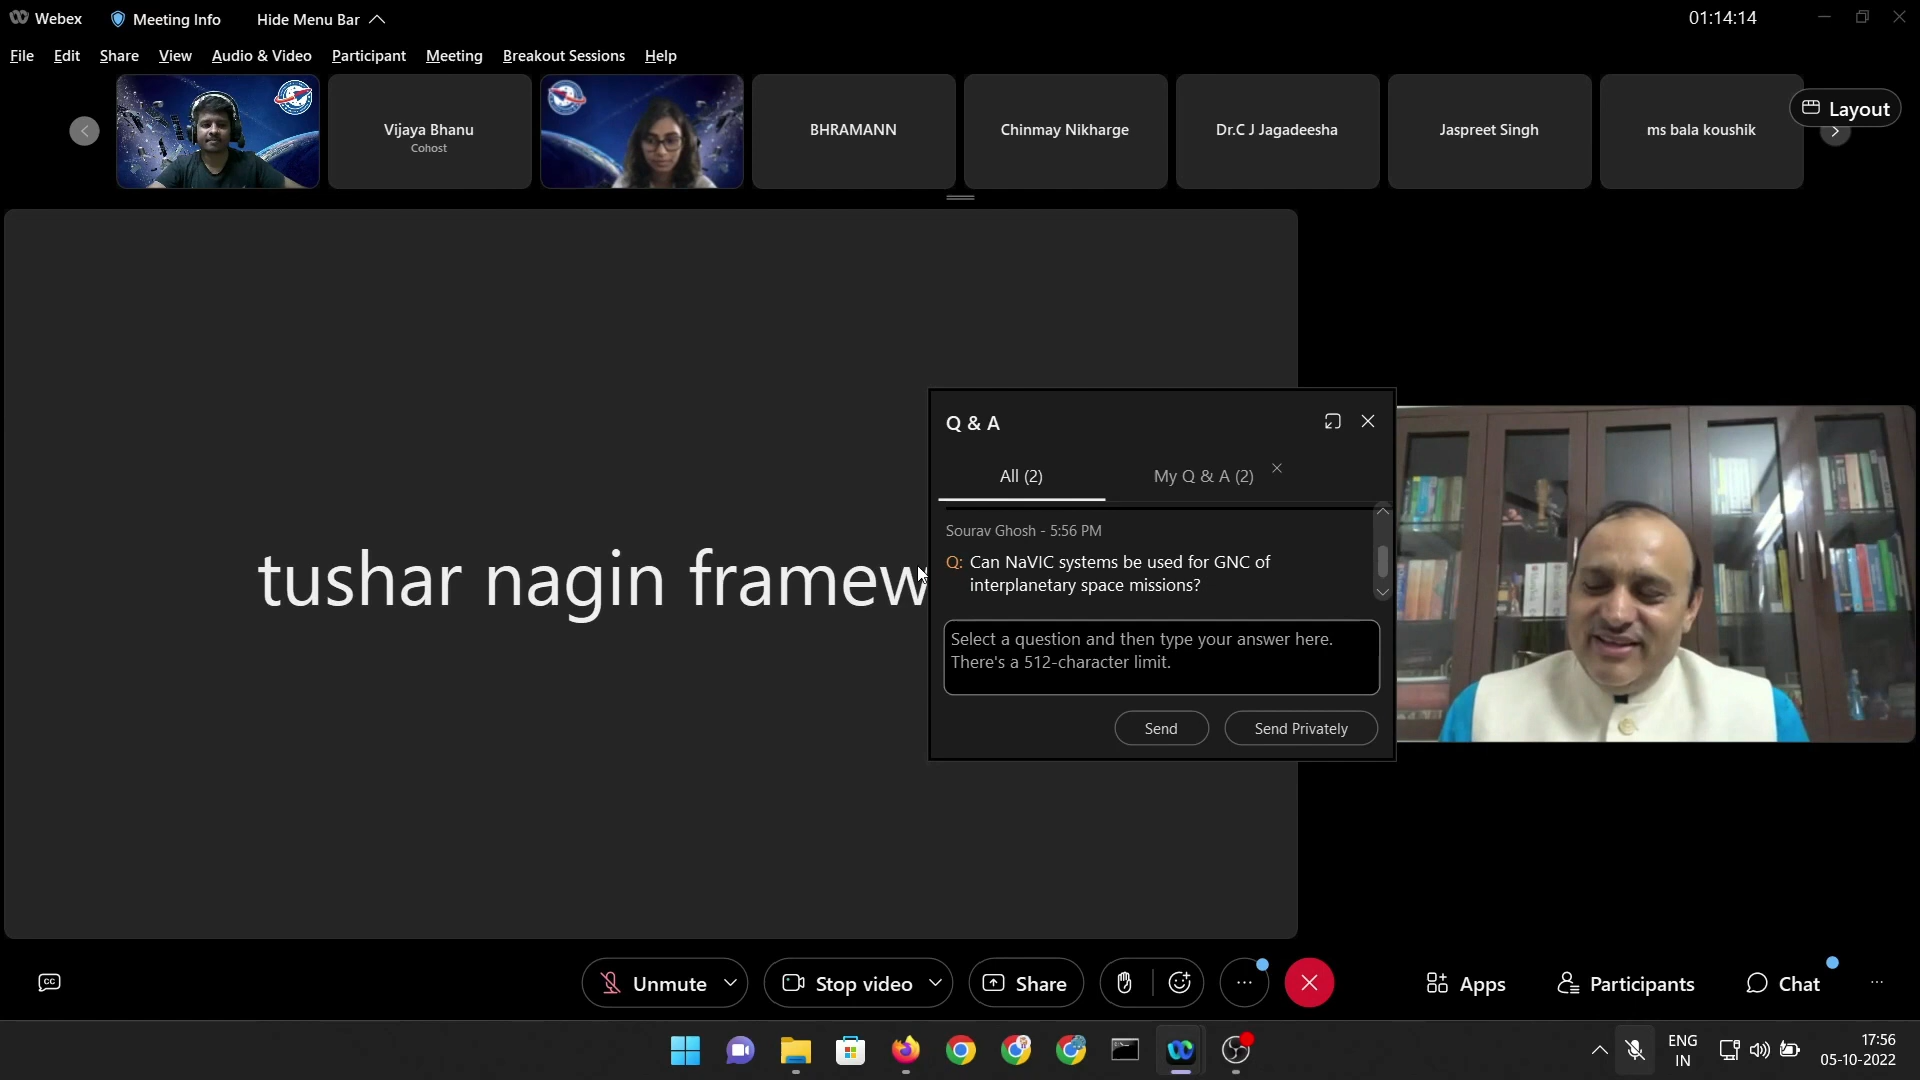 Webex
Meeting Info
Hide Menu Bar
01:14:14
File
Edit
Share
View
Audio & Video
Participant
Meeting
Breakout Sessions
Help
Vijaya Bhanu
Cohost
BHRAMANN
Chinmay Nikharge
Dr.C J Jagadeesha
Jaspreet Singh
ms bala koushik
Layout
tushar nagin framew
Q & A
All (2)
My Q & A (2)
Sourav Ghosh - 5:56 PM
Q: Can NaVIC systems be used for GNC of
interplanetary space missions?
Select a question and then type your answer here.
There's a 512-character limit.
Send
Send Privately
CC
Unmute
Stop video
Share
Apps
Participants
Chat
ENG
IN
17:56
05-10-2022